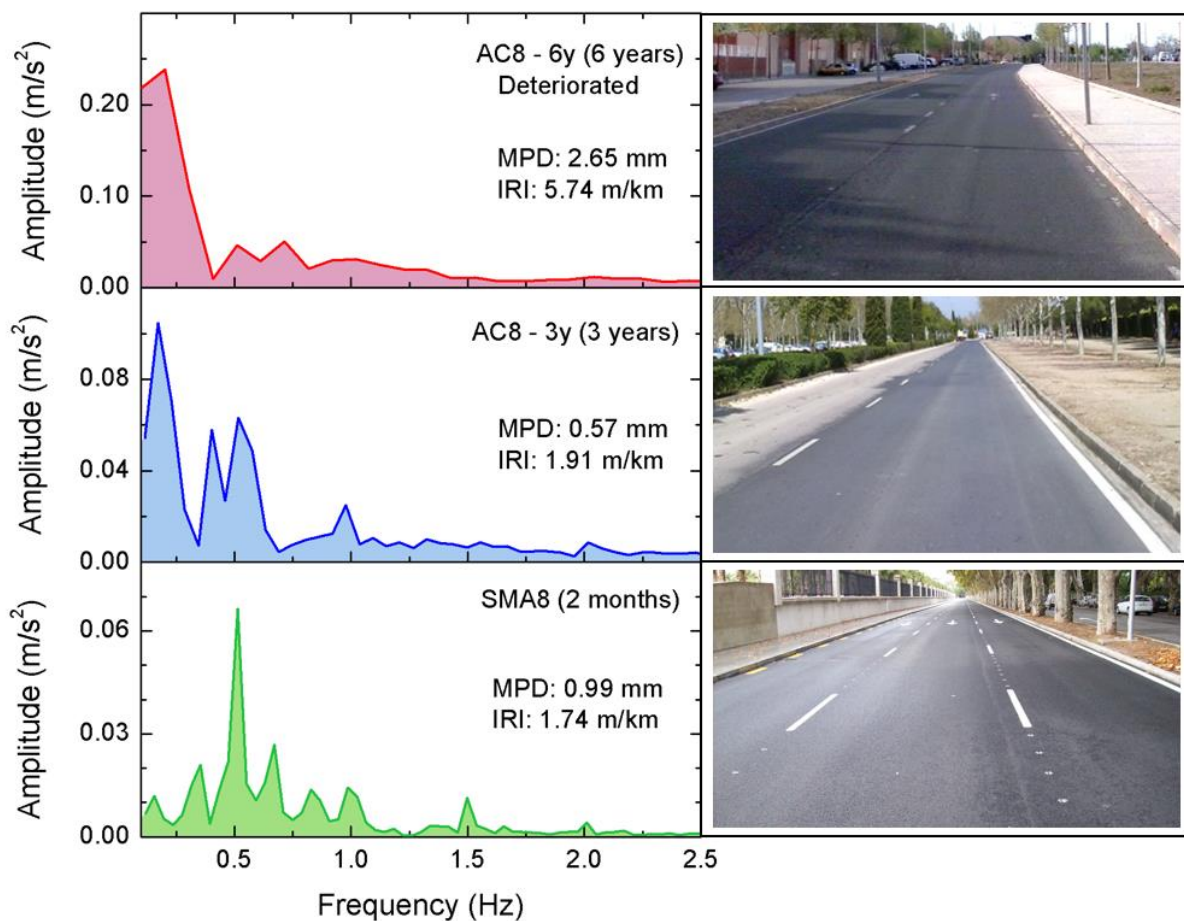 Amplitude (m/s²)
0.20
0.10
0.00
AC8 - 6y (6 years)
Deteriorated
MPD: 2.65 mm
IRI: 5.74 m/km
Amplitude (m/s²)
0.08
0.04
0.00
AC8 - 3y (3 years)
MPD: 0.57 mm
IRI: 1.91 m/km
Amplitude (m/s²)
0.06
0.03
0.00
SMA8 (2 months)
MPD: 0.99 mm
IRI: 1.74 m/km
0.5 1.0 1.5 2.0 2.5
Frequency (Hz)